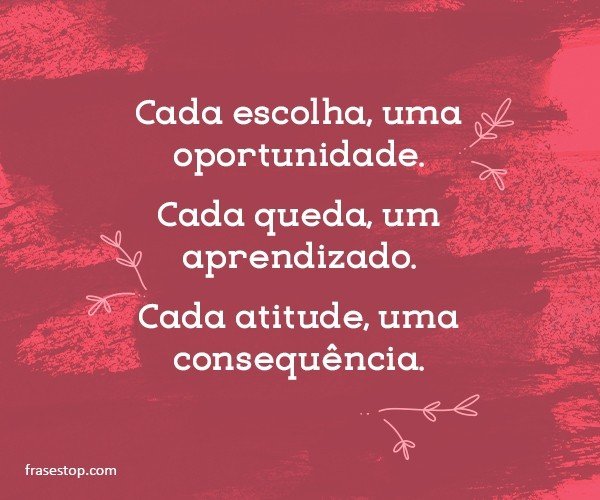 Cada escolha, uma
oportunidade.
Cada queda, um
aprendizado.
Cada atitude, uma
consequência.
frasestop.com